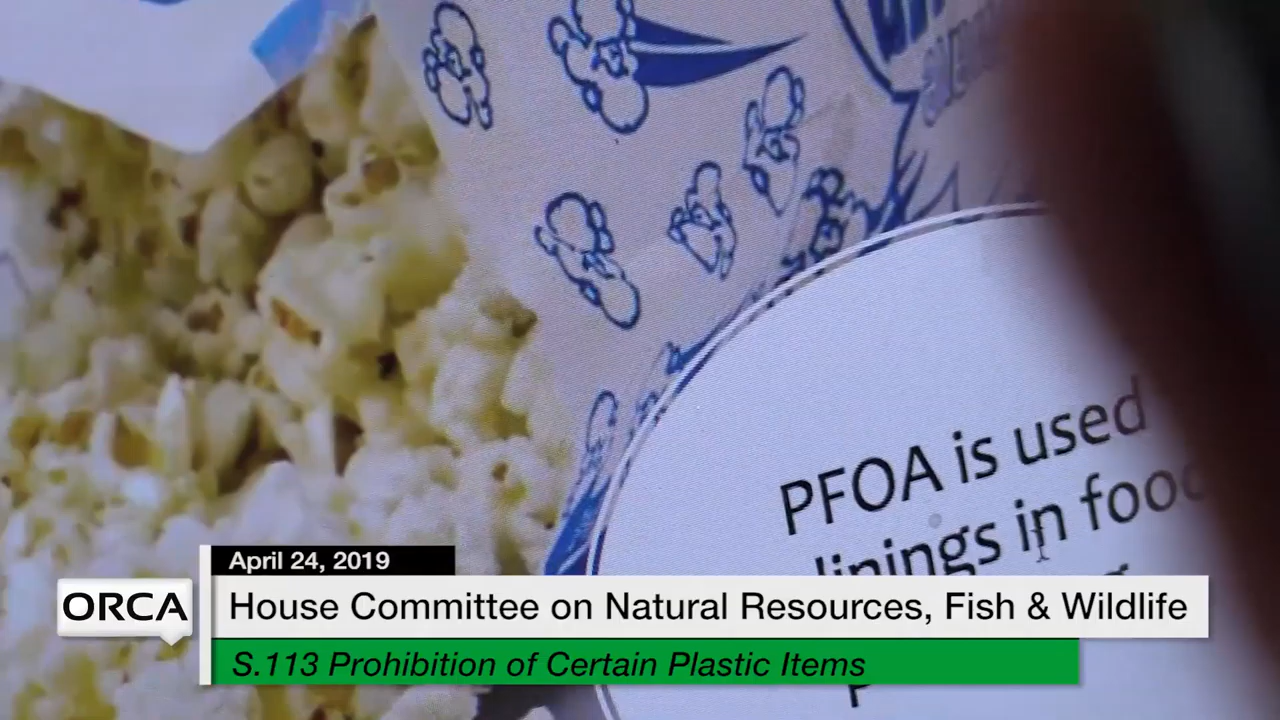 PFOA is used
linings in food
April 24, 2019
ORCA
House Committee on Natural Resources, Fish & Wildlife
S.113 Prohibition of Certain Plastic Items